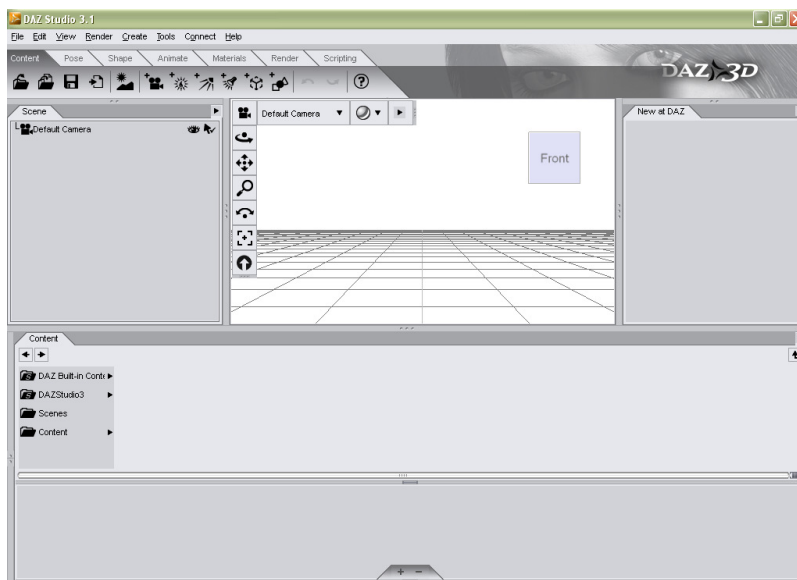 DAZ Studio 3.1
File Edit View Render Create Tools Connect Help
Content Pose Shape Animate Materials Render Scripting
DAZ 3D
Scene
Default Camera
Default Camera
Front
New at DAZ
Content
DAZ Built-in Conte
DAZStudio3
Scenes
Content